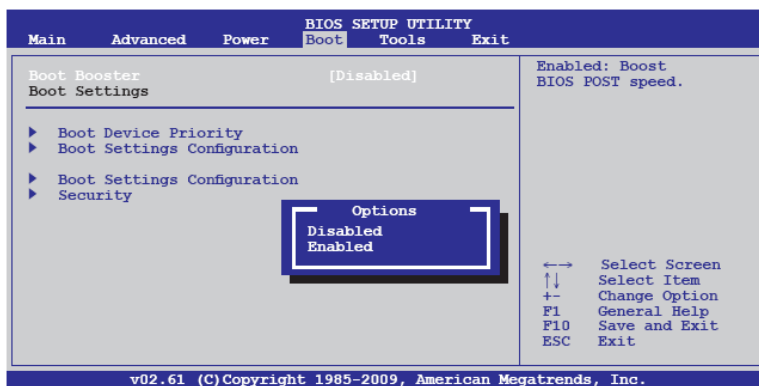 BIOS SETUP UTILITY
Main Advanced Power Boot Tools Exit
Boot Booster [Disabled]
Boot Settings
Boot Device Priority
Boot Settings Configuration
Boot Settings Configuration
Security
Options
Disabled
Enabled
Enabled: Boost
BIOS POST speed.
←→ Select Screen
↑↓ Select Item
+- Change Option
F1 General Help
F10 Save and Exit
ESC Exit
v02.61 (C)Copyright 1985-2009, American Megatrends, Inc.